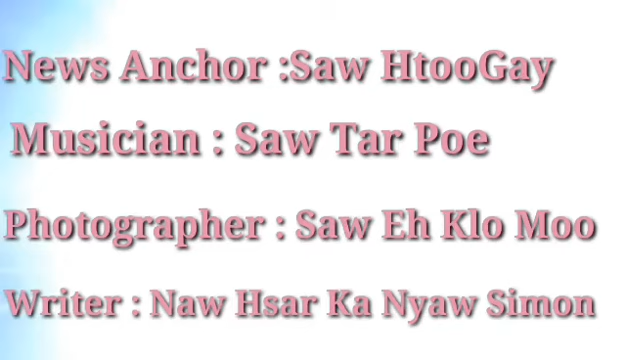 News Anchor :Saw HtooGay
Musician : Saw Tar Poe
Photographer : Saw Eh Klo Moo
Writer : Naw Hsar Ka Nyaw Simon